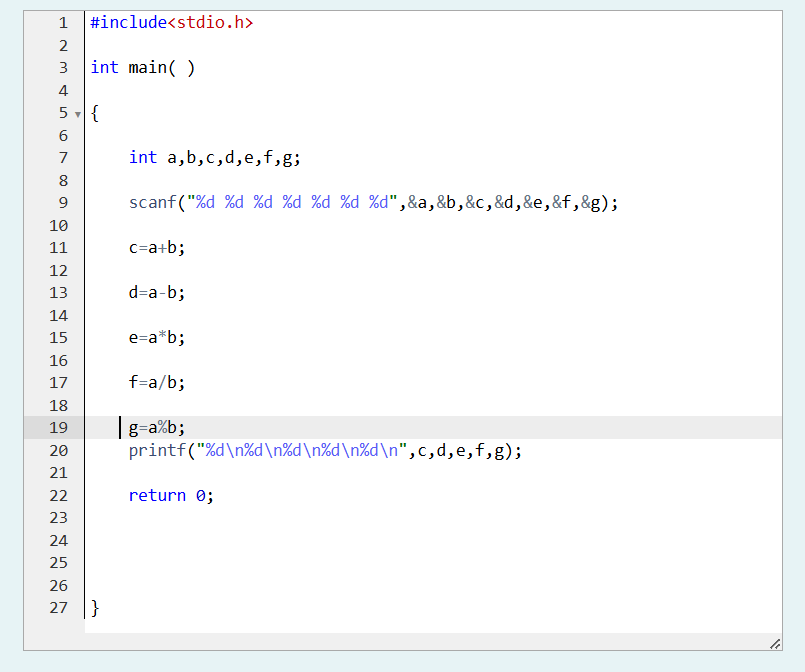 1 #include<stdio.h>
2
3 int main( )
4
5 {
6
7 int a,b,c,d,e,f,g;
8
9 scanf("%d %d %d %d %d %d %d",&a,&b,&c,&d,&e,&f,&g);
10
11 c=a+b;
12
13 d=a-b;
14
15 e=a*b;
16
17 f=a/b;
18
19 g=a%b;
20 printf("%d\n%d\n%d\n%d\n%d\n",c,d,e,f,g);
21
22 return 0;
23
24
25
26
27 }